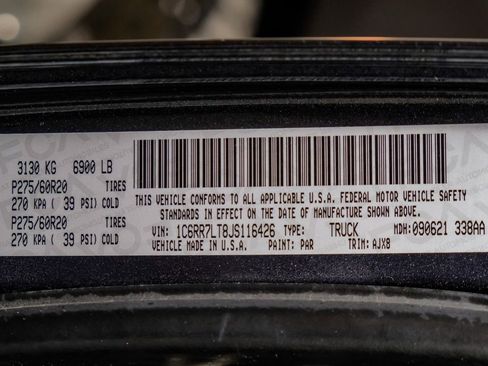 3130 KG 6900 LB
P275/60R20 TIRES
270 KPA ( 39 PSI) COLD
P275/60R20 TIRES
270 KPA ( 39 PSI) COLD
THIS VEHICLE CONFORMS TO ALL APPLICABLE U.S.A. FEDERAL MOTOR VEHICLE SAFETY
STANDARDS IN EFFECT ON THE DATE OF MANUFACTURE SHOWN ABOVE.
VIN: 1C6RR7LT8JS116426 TYPE: TRUCK MDH: 090621 338AA
VEHICLE MADE IN U.S.A. PAINT: PAR TRIM: AJX8